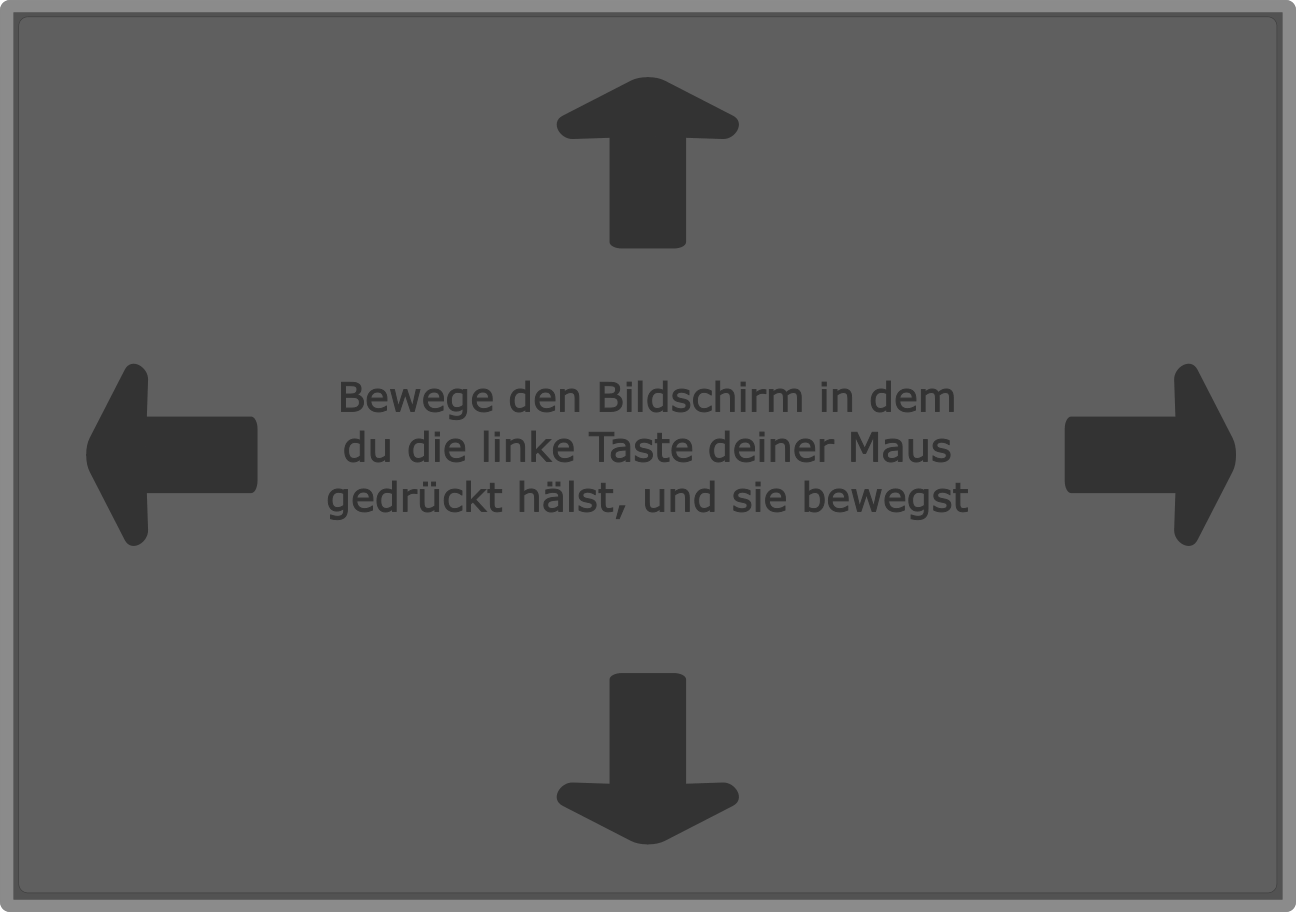 Bewege den Bildschirm in dem
du die linke Taste deiner Maus
gedrückt hälst, und sie bewegst